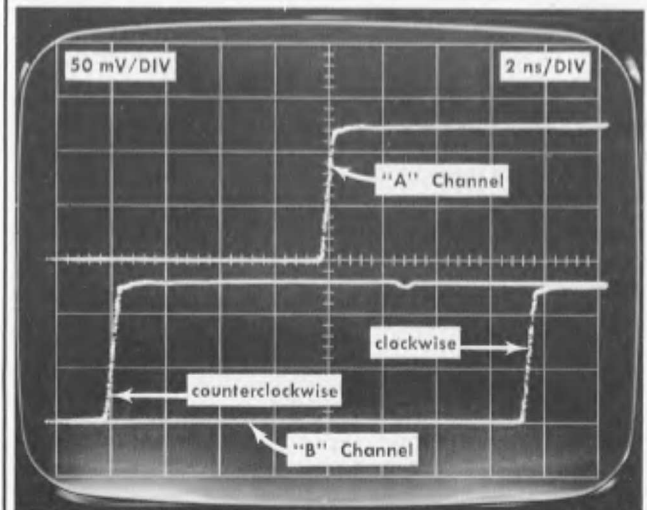 50 mV/DIV
2 ns/DIV
"A" Channel
clockwise
counterclockwise
"B" Channel